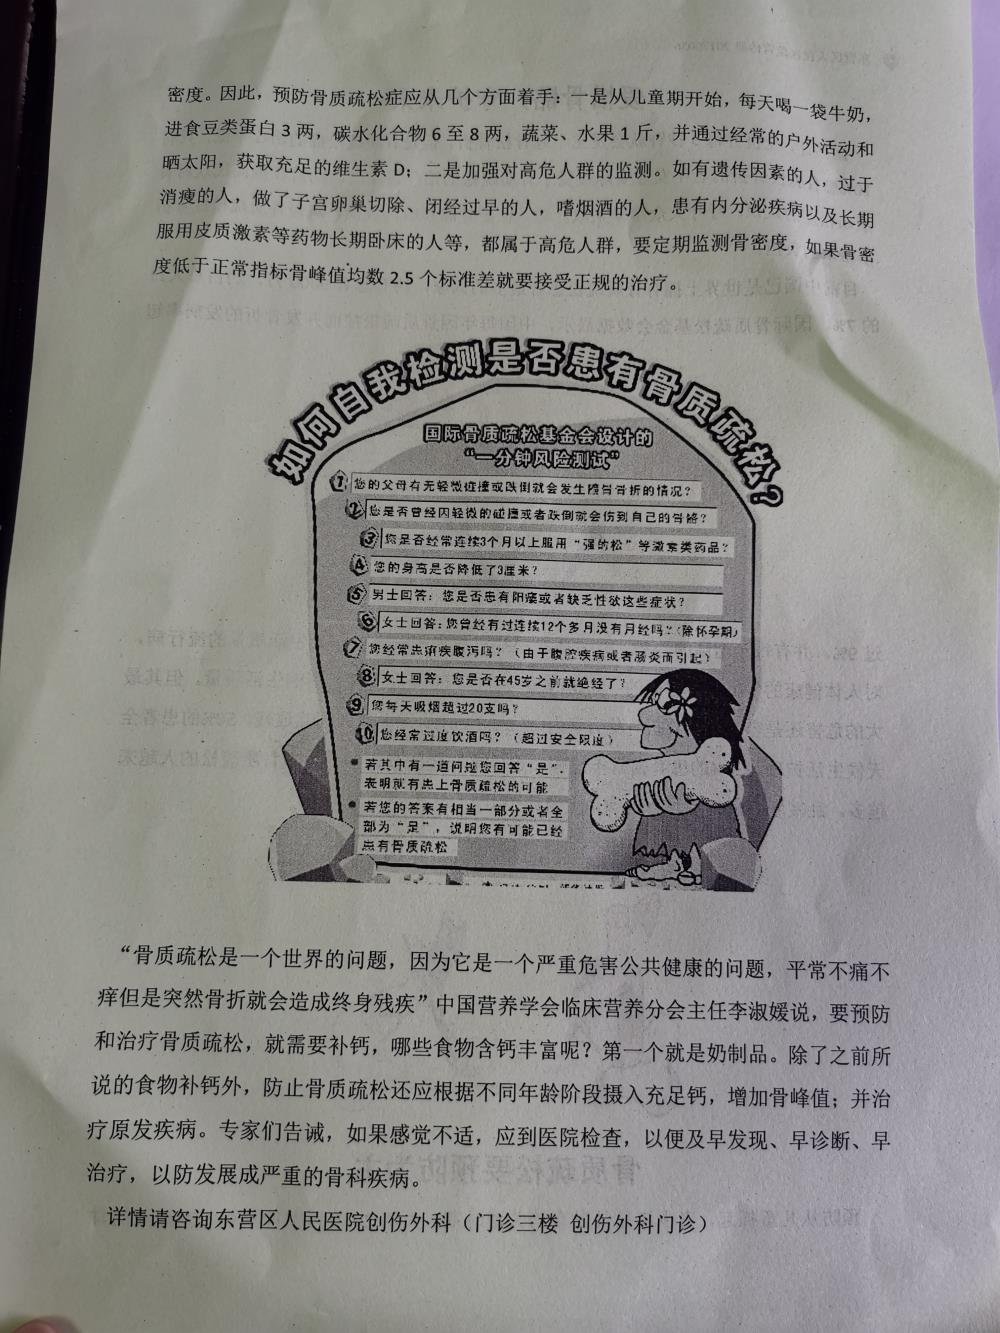 密度。因此，预防骨质疏松症应从几个方面着手：一是从儿童期开始，每天喝一袋牛奶，
进食豆类蛋白 3 两，碳水化合物 6 至 8 两，蔬菜、水果 1 斤，并通过经常的户外活动和
晒太阳，获取充足的维生素 D；二是加强对高危人群的监测。如有遗传因素的人，过于
消瘦的人，做了子宫卵巢切除、闭经过早的人，嗜烟酒的人，患有内分泌疾病以及长期
服用皮质激素等药物长期卧床的人等，都属于高危人群，要定期监测骨密度，如果骨密
度低于正常指标骨峰值均数 2.5 个标准差就要接受正规的治疗。
如何自我检测是否患有骨质疏松？
国际骨质疏松基金会设计的
“一分钟风险测试”
1 您的父母有无轻微碰撞或跌倒就会发生髋骨骨折的情况？
2 您是否曾经因轻微的碰撞或者跌倒就会伤到自己的骨骼？
3 您是否经常连续3个月以上服用“强的松”等激素类药品？
4 您的身高是否降低了3厘米？
5 男士回答：您是否患有阳痿或者缺乏性欲这些症状？
6 女士回答：您曾经有过连续12个多月没有月经吗？（除怀孕期）
7 您经常患痢疾腹泻吗？（由于腹腔疾病或者肠炎而引起）
8 女士回答：您是否在45岁之前就绝经了？
9 您每天吸烟超过20支吗？
10 您经常过度饮酒吗？（超过安全限度）
若其中有一道问题您回答“是”，
表明就有患上骨质疏松的可能
若您的答案有相当一部分或者全
部为“是”，说明您有可能已经
患有骨质疏松
“骨质疏松是一个世界的问题，因为它是一个严重危害公共健康的问题，平常不痛不
痒但是突然骨折就会造成终身残疾”中国营养学会临床营养分会主任李淑媛说，要预防
和治疗骨质疏松，就需要补钙，哪些食物含钙丰富呢？第一个就是奶制品。除了之前所
说的食物补钙外，防止骨质疏松还应根据不同年龄阶段摄入充足钙，增加骨峰值；并治
疗原发疾病。专家们告诫，如果感觉不适，应到医院检查，以便及早发现、早诊断、早
治疗，以防发展成严重的骨科疾病。
详情请咨询东营区人民医院创伤外科（门诊三楼 创伤外科门诊）